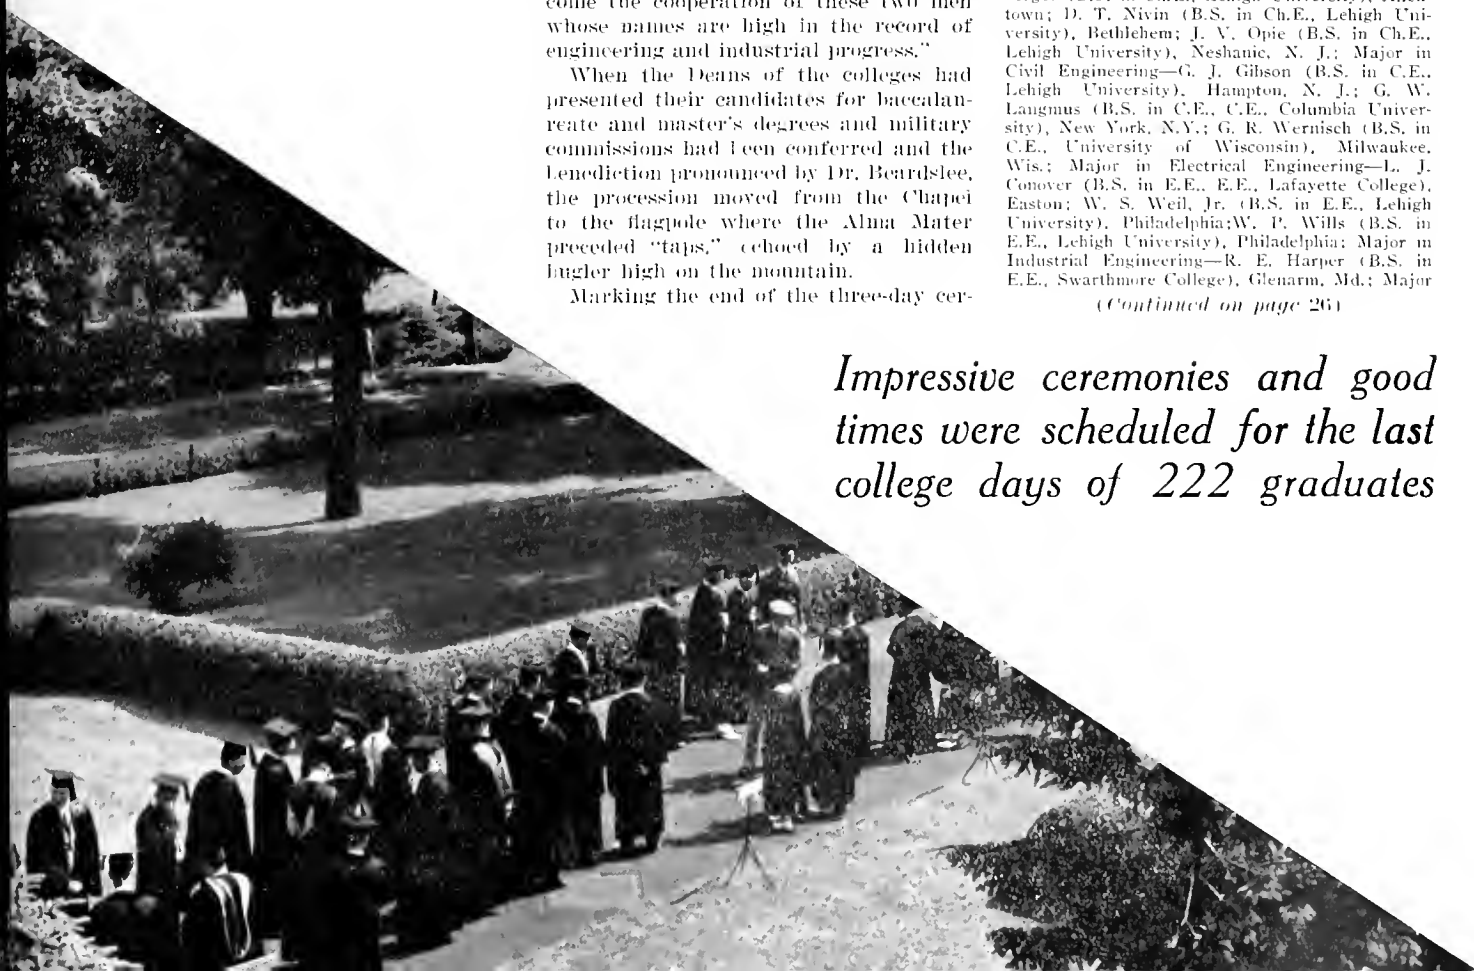 come the cooperation of these two men
whose names are high in the record of
engineering and industrial progress."
When the Deans of the colleges had
presented their candidates for baccalau-
reate and master's degrees and military
commissions had been conferred and the
benediction pronounced by Dr. Beardslee,
the procession moved from the Chapel
to the flagpole where the Alma Mater
preceded "taps," echoed by a hidden
bugler high on the mountain.
Marking the end of the three-day cer-
town; D. T. Nivin (B.S. in Ch.E., Lehigh Uni-
versity), Bethlehem; J. V. Opie (B.S. in Ch.E.,
Lehigh University), Neshanic, N. J.; Major in
Civil Engineering—G. J. Gibson (B.S. in C.E.,
Lehigh University), Hampton, N. J.; G. W.
Langmus (B.S. in C.E., C.E., Columbia Univer-
sity), New York, N.Y.; G. R. Wernisch (B.S. in
C.E., University of Wisconsin), Milwaukee,
Wis.; Major in Electrical Engineering—L. J.
Conover (B.S. in E.E., E.E., Lafayette College),
Easton; W. S. Weil, Jr. (B.S. in E.E., Lehigh
University), Philadelphia;W. P. Wills (B.S. in
E.E., Lehigh University), Philadelphia; Major in
Industrial Engineering—R. E. Harper (B.S. in
E.E., Swarthmore College), Glenarm, Md.; Major
(Continued on page 26)
Impressive ceremonies and good
times were scheduled for the last
college days of 222 graduates